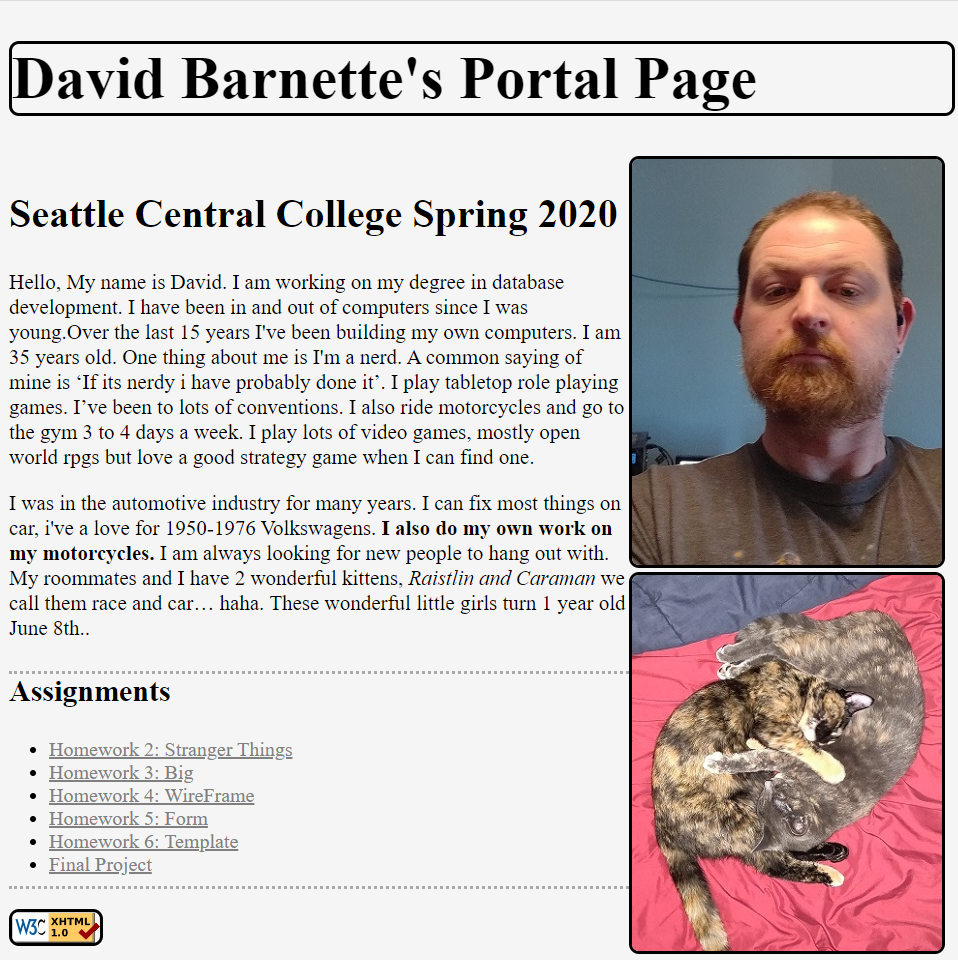 David Barnette's Portal Page
Seattle Central College Spring 2020
Hello, My name is David. I am working on my degree in database
development. I have been in and out of computers since I was
young.Over the last 15 years I've been building my own computers. I am
35 years old. One thing about me is I'm a nerd. A common saying of
mine is ‘If its nerdy i have probably done it’. I play tabletop role playing
games. I’ve been to lots of conventions. I also ride motorcycles and go to
the gym 3 to 4 days a week. I play lots of video games, mostly open
world rpgs but love a good strategy game when I can find one.
I was in the automotive industry for many years. I can fix most things on
car, i've a love for 1950-1976 Volkswagens. I also do my own work on
my motorcycles. I am always looking for new people to hang out with.
My roommates and I have 2 wonderful kittens, Raistlin and Caraman we
call them race and car… haha. These wonderful little girls turn 1 year old
June 8th..
Assignments
Homework 2: Stranger Things
Homework 3: Big
Homework 4: WireFrame
Homework 5: Form
Homework 6: Template
Final Project
W3C XHTML
1.0